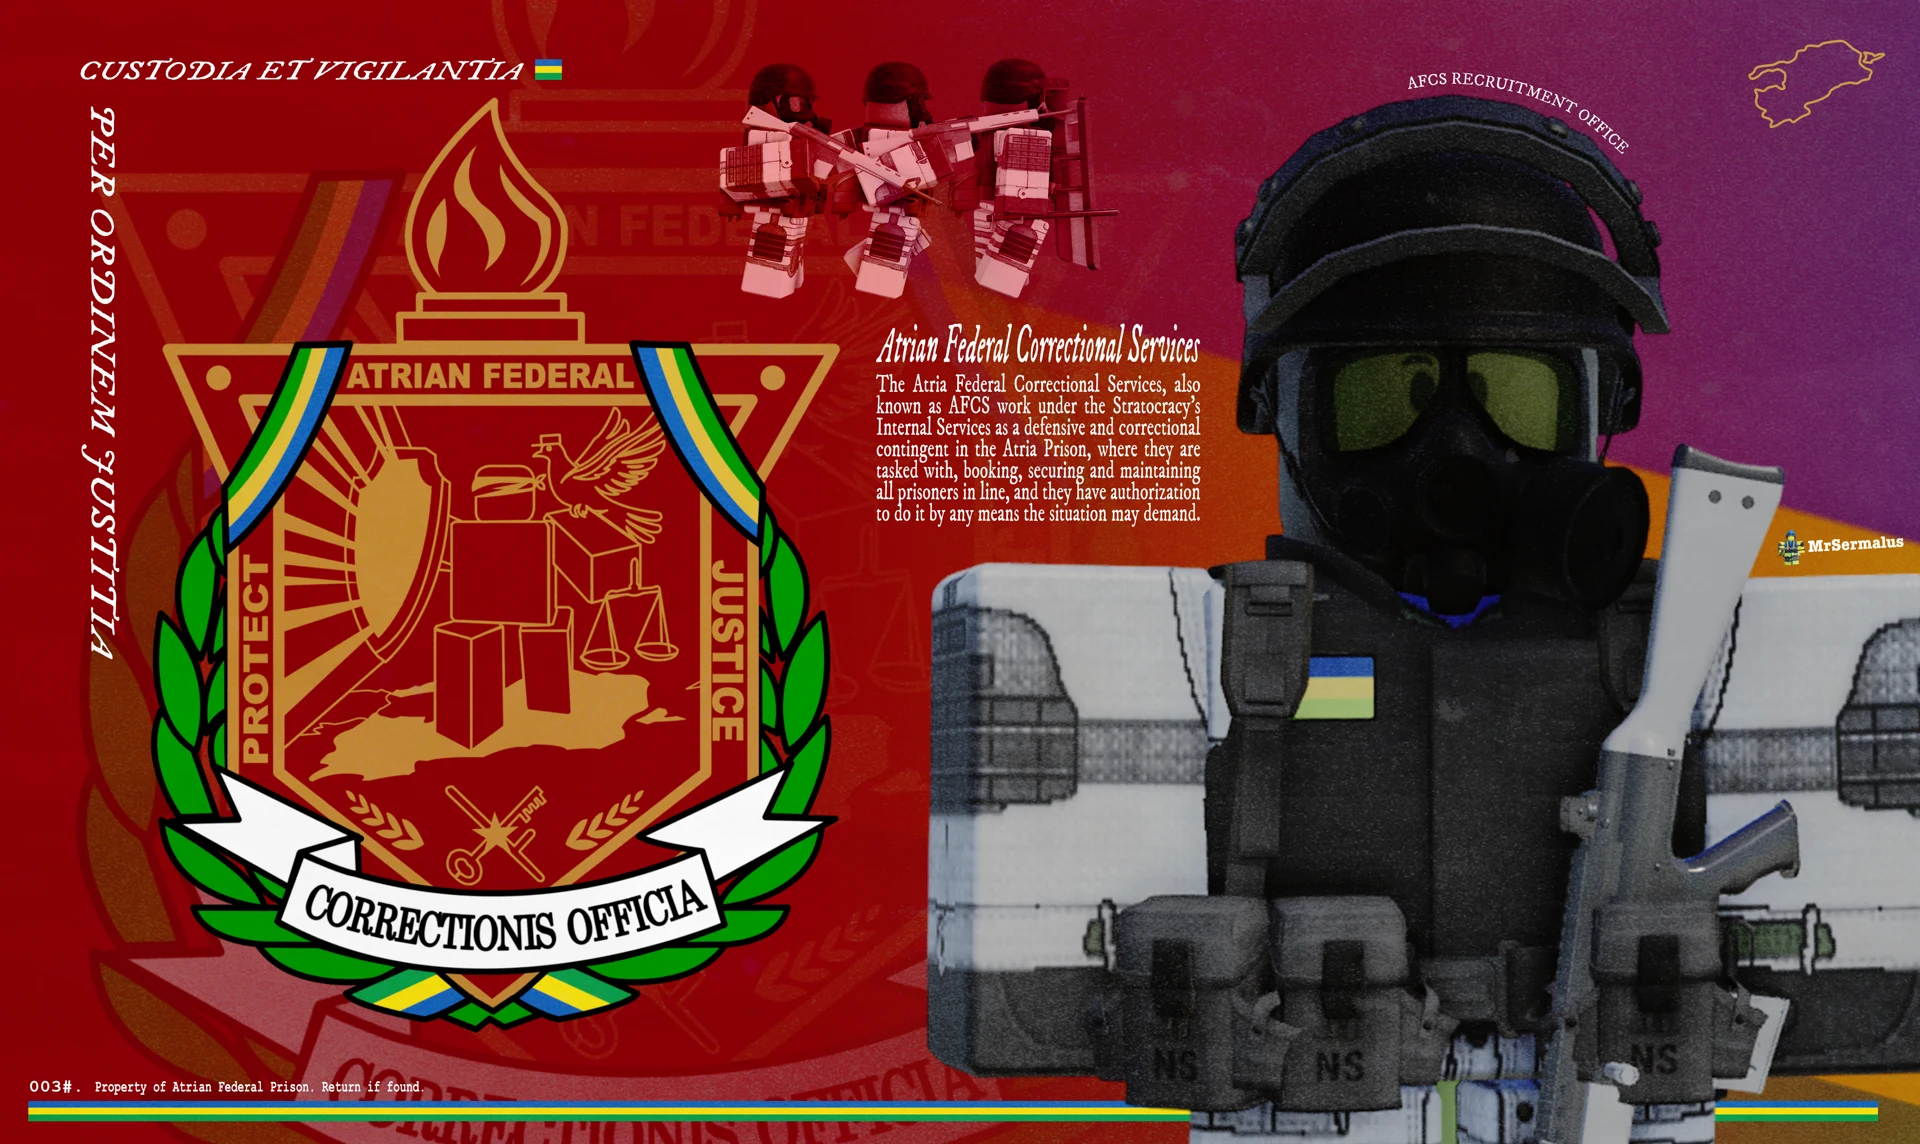 CUSTODIA ET VIGILANTIA
PER ORDINEM JUSTITIA
AFCS RECRUITMENT OFFICE
ATRIAN FEDERAL
PROTECT
JUSTICE
CORRECTIONIS OFFICIA
Atrian Federal Correctional Services
The Atria Federal Correctional Services, also
known as AFCS work under the Stratocracy's
Internal Services as a defensive and correctional
contingent in the Atria Prison, where they are
tasked with, booking, securing and maintaining
all prisoners in line, and they have authorization
to do it by any means the situation may demand.
MrSermalus
NS
NS
NS
003#. Property of Atrian Federal Prison. Return if found.
CORRECTIONIS OFFICIA